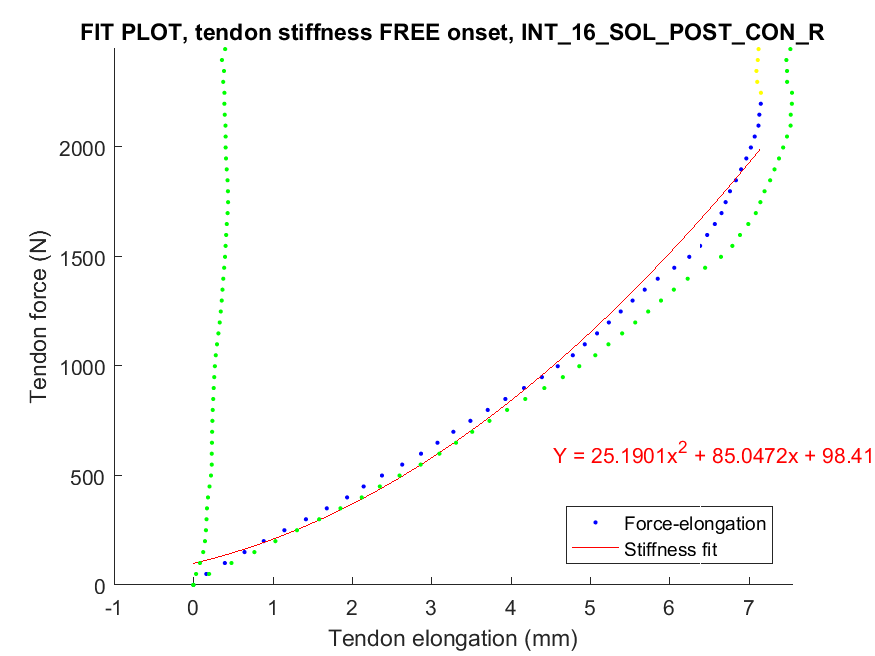 FIT PLOT, tendon stiffness FREE onset, INT_16_SOL_POST_CON_R
Tendon force (N)
2000
1500
1000
500
0
Y = 25.1901x² + 85.0472x + 98.41
Force-elongation
Stiffness fit
-1 0 1 2 3 4 5 6 7
Tendon elongation (mm)